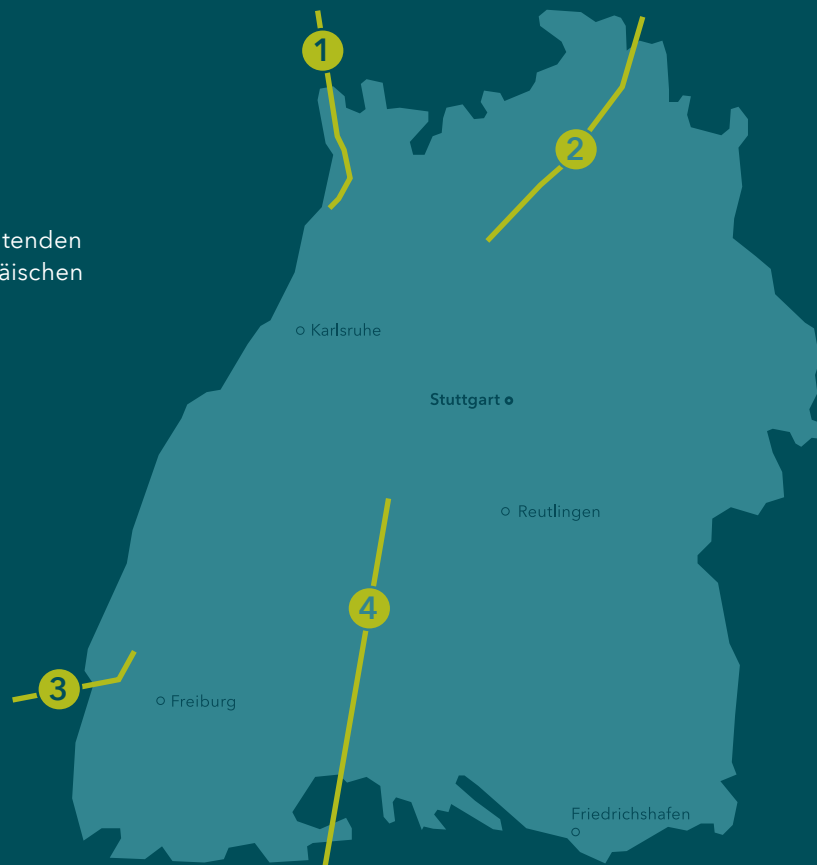 1
2
tenden
äischen
Karlsruhe
Stuttgart
Reutlingen
4
3
Freiburg
Friedrichshafen